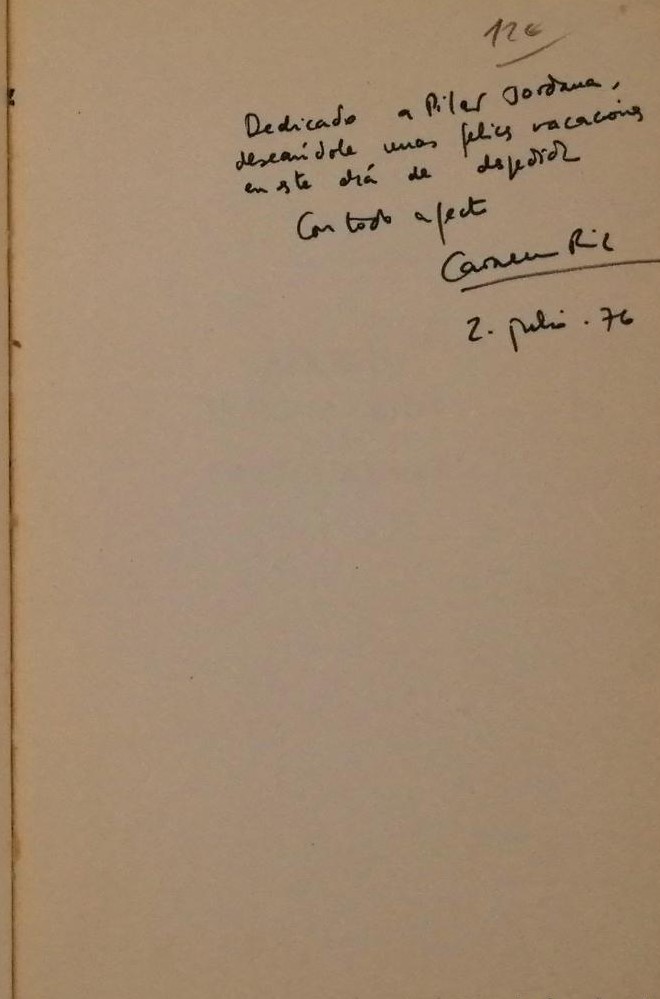 12€
Dedicado a Pilar Jordana,
deseándole unas felices vacaciones
en este día de despedida
Con todo afecto
Carmen
2. julio. 76